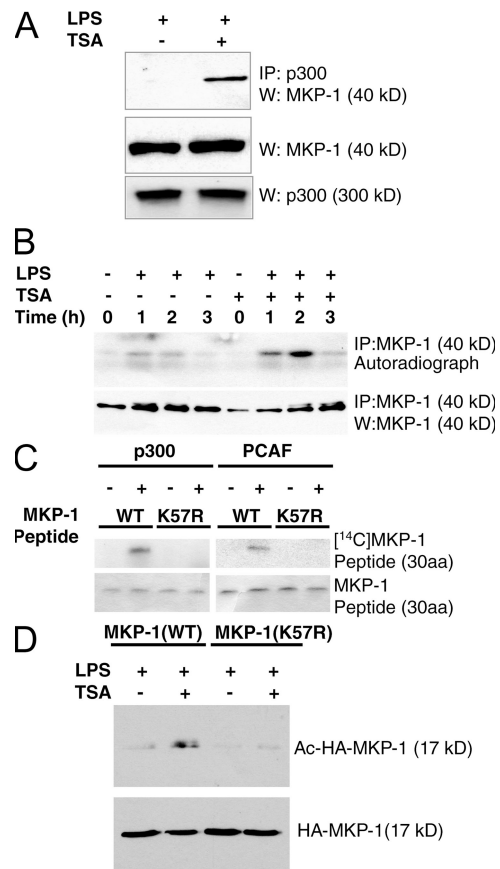 A
LPS + +
TSA - +
IP: p300
W: MKP-1 (40 kD)
W: MKP-1 (40 kD)
W: p300 (300 kD)
B
LPS - + + + - + + +
TSA - - - - + + + +
Time (h) 0 1 2 3 0 1 2 3
IP:MKP-1 (40 kD)
Autoradiograph
IP:MKP-1 (40 kD)
W:MKP-1 (40 kD)
C
p300 PCAF
- + - + - + - +
MKP-1 WT K57R WT K57R
Peptide
[14C]MKP-1
Peptide (30aa)
MKP-1
Peptide (30aa)
D
MKP-1(WT) MKP-1(K57R)
LPS + + + +
TSA - + - +
Ac-HA-MKP-1 (17 kD)
HA-MKP-1(17 kD)